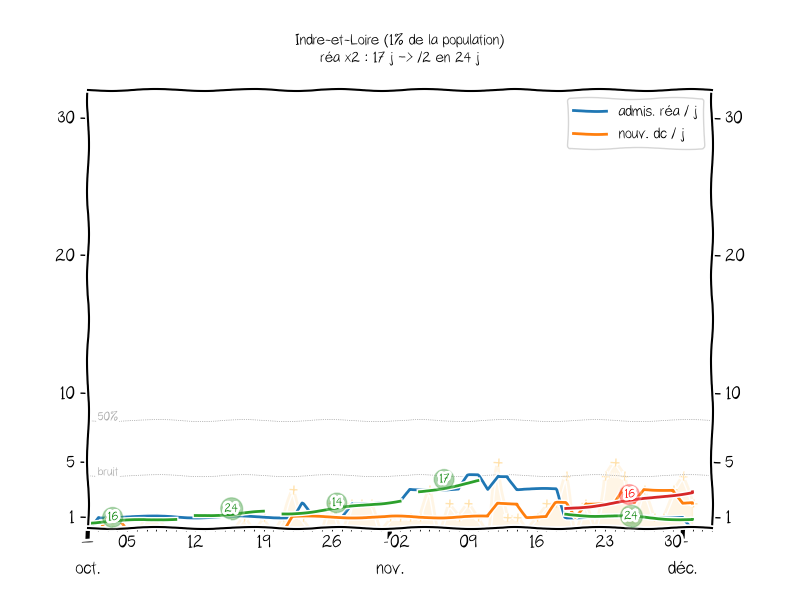 Indre-et-Loire (1% de la population)
réa x2 : 17 j -> /2 en 24 j
admis. réa / j
nouv. dc / j
30 30
20 20
10 10
50%
5 5
bruit
17
16
14
24
16
24
1 1
05 12 19 26 02 09 16 23 30
oct. nov. déc.